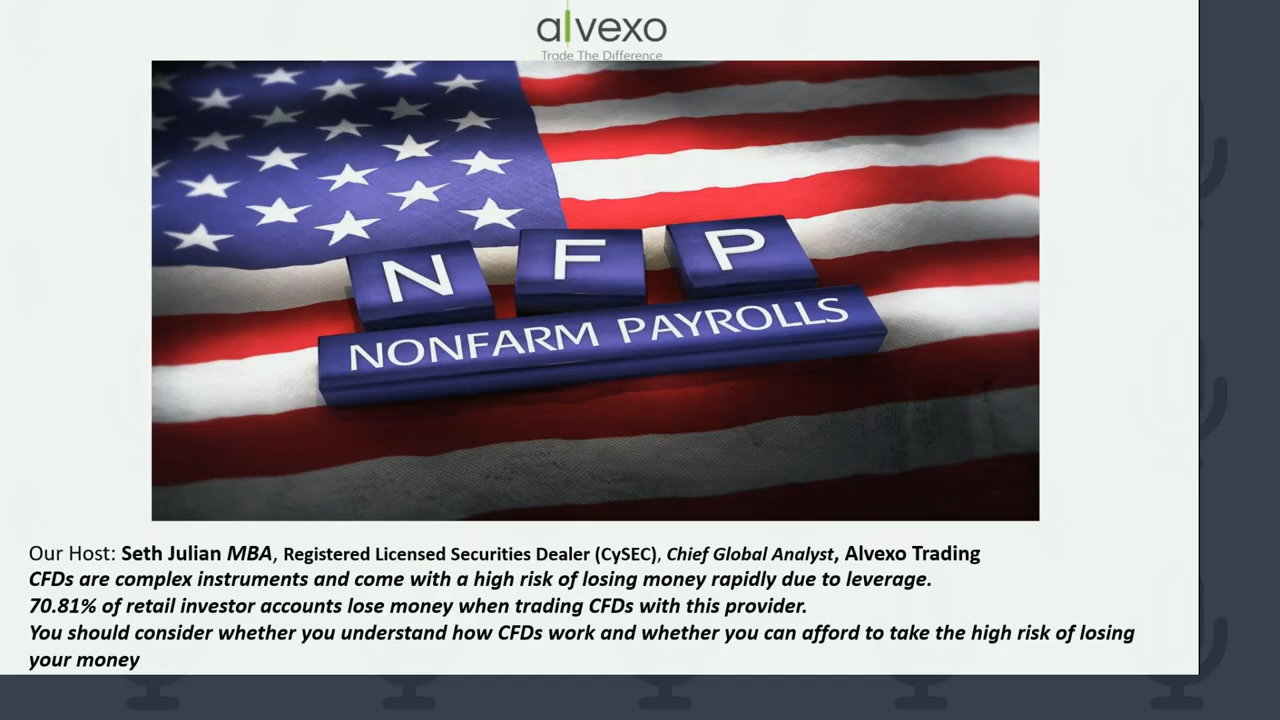 alvexo
Trade The Difference
N F P
NONFARM PAYROLLS
Our Host: Seth Julian MBA, Registered Licensed Securities Dealer (CySEC), Chief Global Analyst, Alvexo Trading
CFDs are complex instruments and come with a high risk of losing money rapidly due to leverage.
70.81% of retail investor accounts lose money when trading CFDs with this provider.
You should consider whether you understand how CFDs work and whether you can afford to take the high risk of losing
your money